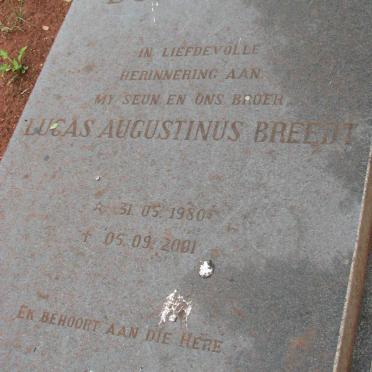 IN LIEFDEVOLLE
HERINNERING AAN
MY SEUN EN ONS BROER
LUCAS AUGUSTINUS BREEDT
* 31.05.1980
+ 05.09.2001
EK BEHOORT AAN DIE HERE